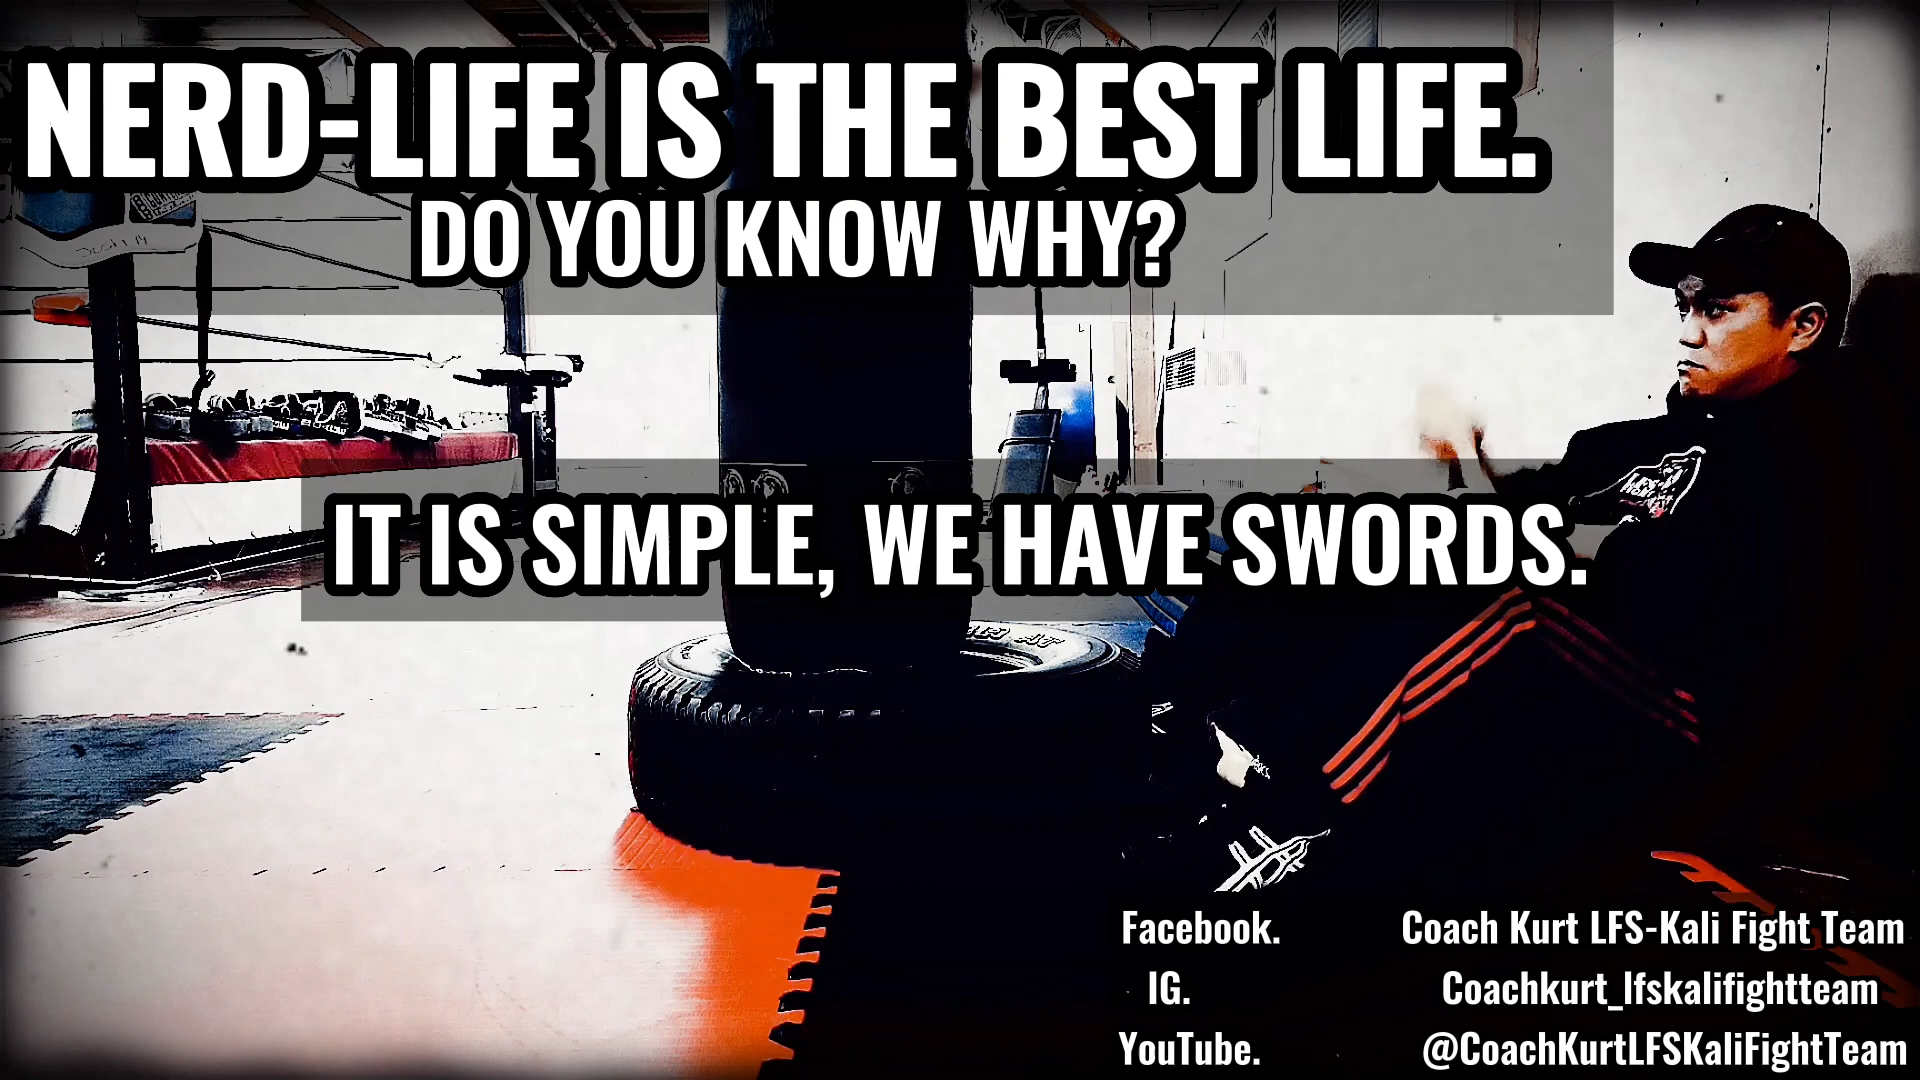 NERD-LIFE IS THE BEST LIFE.
DO YOU KNOW WHY?
IT IS SIMPLE, WE HAVE SWORDS.
Facebook. Coach Kurt LFS-Kali Fight Team
IG. Coachkurt_lfskalifightteam
YouTube. @CoachKurtLFSKaliFightTeam